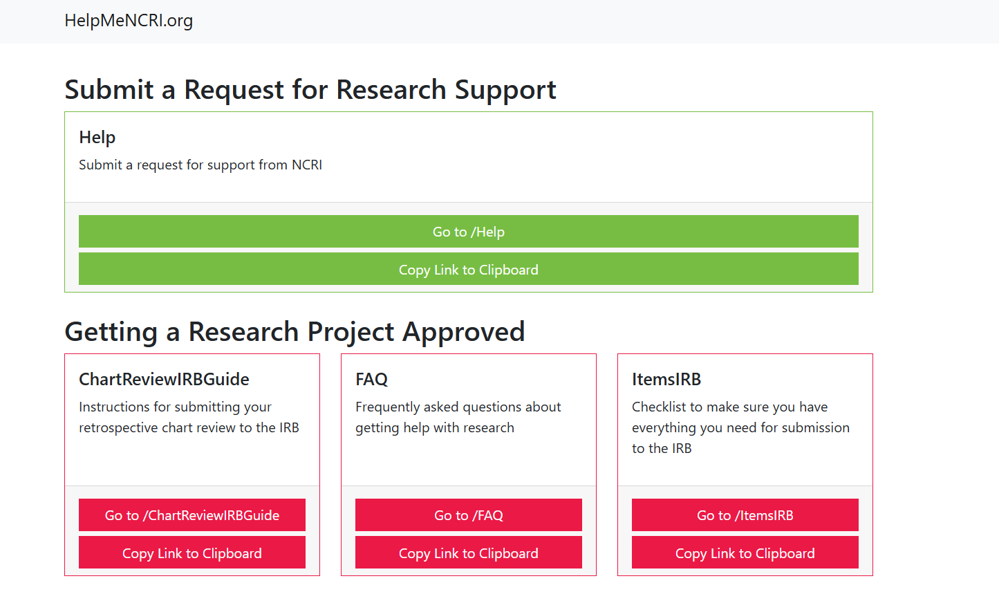 HelpMeNCRI.org
Submit a Request for Research Support
Help
Submit a request for support from NCRI
Go to /Help
Copy Link to Clipboard
Getting a Research Project Approved
ChartReviewIRBGuide
Instructions for submitting your
retrospective chart review to the IRB
Go to /ChartReviewIRBGuide
Copy Link to Clipboard
FAQ
Frequently asked questions about
getting help with research
Go to /FAQ
Copy Link to Clipboard
ItemsIRB
Checklist to make sure you have
everything you need for submission
to the IRB
Go to /ItemsIRB
Copy Link to Clipboard